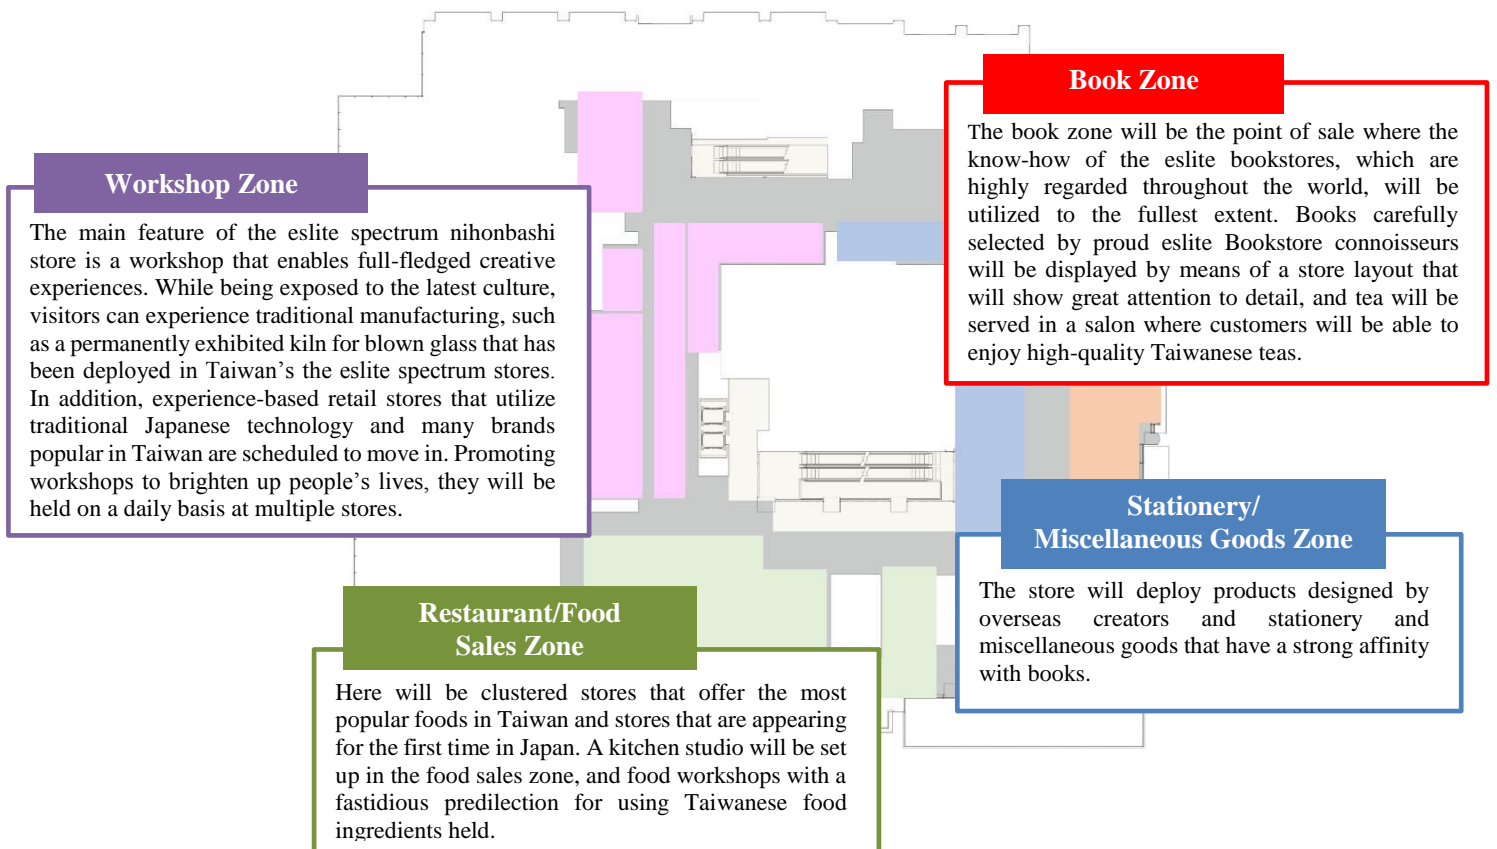 Book Zone
The book zone will be the point of sale where the
know-how of the eslite bookstores, which are
highly regarded throughout the world, will be
utilized to the fullest extent. Books carefully
selected by proud eslite Bookstore connoisseurs
will be displayed by means of a store layout that
will show great attention to detail, and tea will be
served in a salon where customers will be able to
enjoy high-quality Taiwanese teas.
Workshop Zone
The main feature of the eslite spectrum nihonbashi
store is a workshop that enables full-fledged creative
experiences. While being exposed to the latest culture,
visitors can experience traditional manufacturing, such
as a permanently exhibited kiln for blown glass that has
been deployed in Taiwan’s the eslite spectrum stores.
In addition, experience-based retail stores that utilize
traditional Japanese technology and many brands
popular in Taiwan are scheduled to move in. Promoting
workshops to brighten up people’s lives, they will be
held on a daily basis at multiple stores.
Stationery/
Miscellaneous Goods Zone
The store will deploy products designed by
overseas creators and stationery and
miscellaneous goods that have a strong affinity
with books.
Restaurant/Food
Sales Zone
Here will be clustered stores that offer the most
popular foods in Taiwan and stores that are appearing
for the first time in Japan. A kitchen studio will be set
up in the food sales zone, and food workshops with a
fastidious predilection for using Taiwanese food
ingredients held.